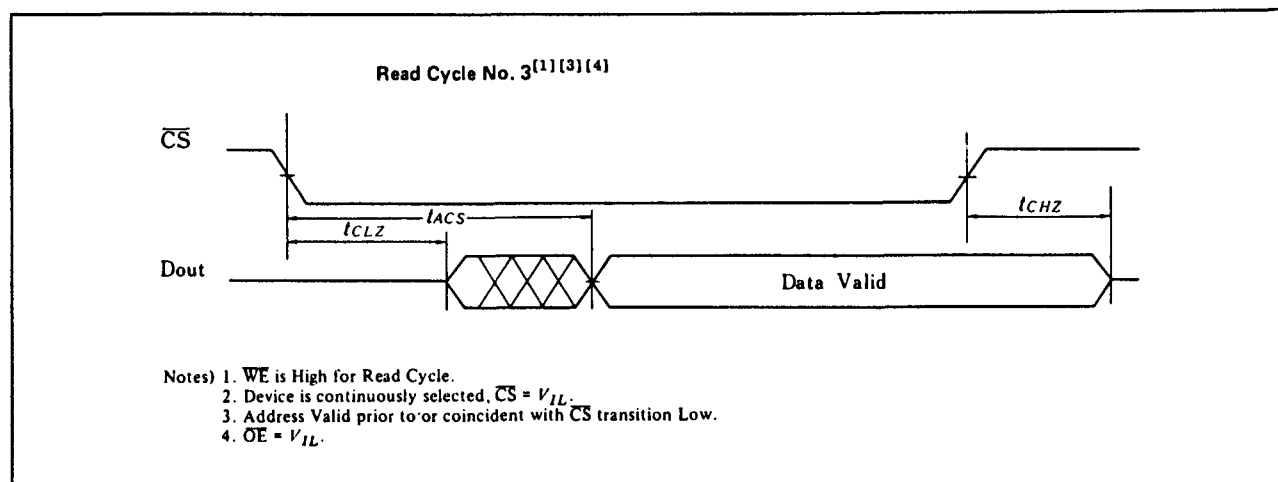 Read Cycle No. 3[1][3][4]
CS
tACS
tCLZ
tCHZ
Dout
Data Valid
Notes) 1. WE is High for Read Cycle.
2. Device is continuously selected, CS = VIL.
3. Address Valid prior to or coincident with CS transition Low.
4. OE = VIL.